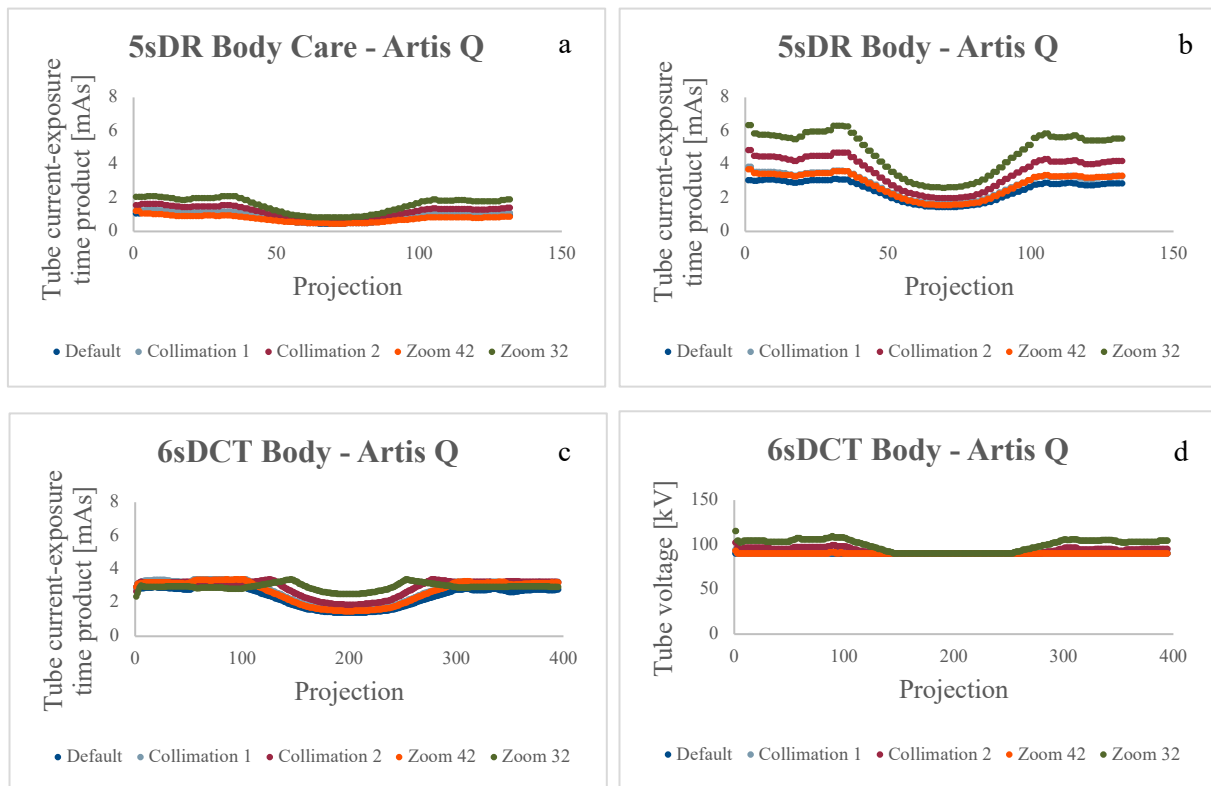 5sDR Body Care - Artis Q
a
Tube current-exposure
time product [mAs]
8
6
4
2
0
0 50 100 150
Projection
Default Collimation 1 Collimation 2 Zoom 42 Zoom 32
5sDR Body - Artis Q
b
Tube current-exposure
time product [mAs]
8
6
4
2
0
0 50 100 150
Projection
Default Collimation 1 Collimation 2 Zoom 42 Zoom 32
6sDCT Body - Artis Q
c
Tube current-exposure
time product [mAs]
8
6
4
2
0
0 100 200 300 400
Projection
Default Collimation 1 Collimation 2 Zoom 42 Zoom 32
6sDCT Body - Artis Q
d
Tube voltage [kV]
150
100
50
0
0 100 200 300 400
Projection
Default Collimation 1 Collimation 2 Zoom 42 Zoom 32